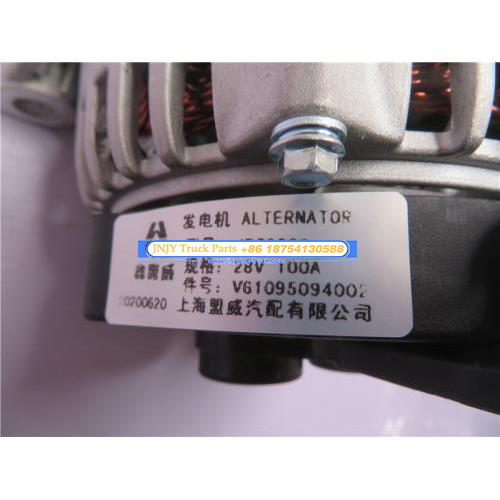 发电机 ALTERNATOR
JNJY Truck Parts +86 18754130588
规格: 28V 100A
件号: VG1095094002
20200620 上海盟威汽配有限公司